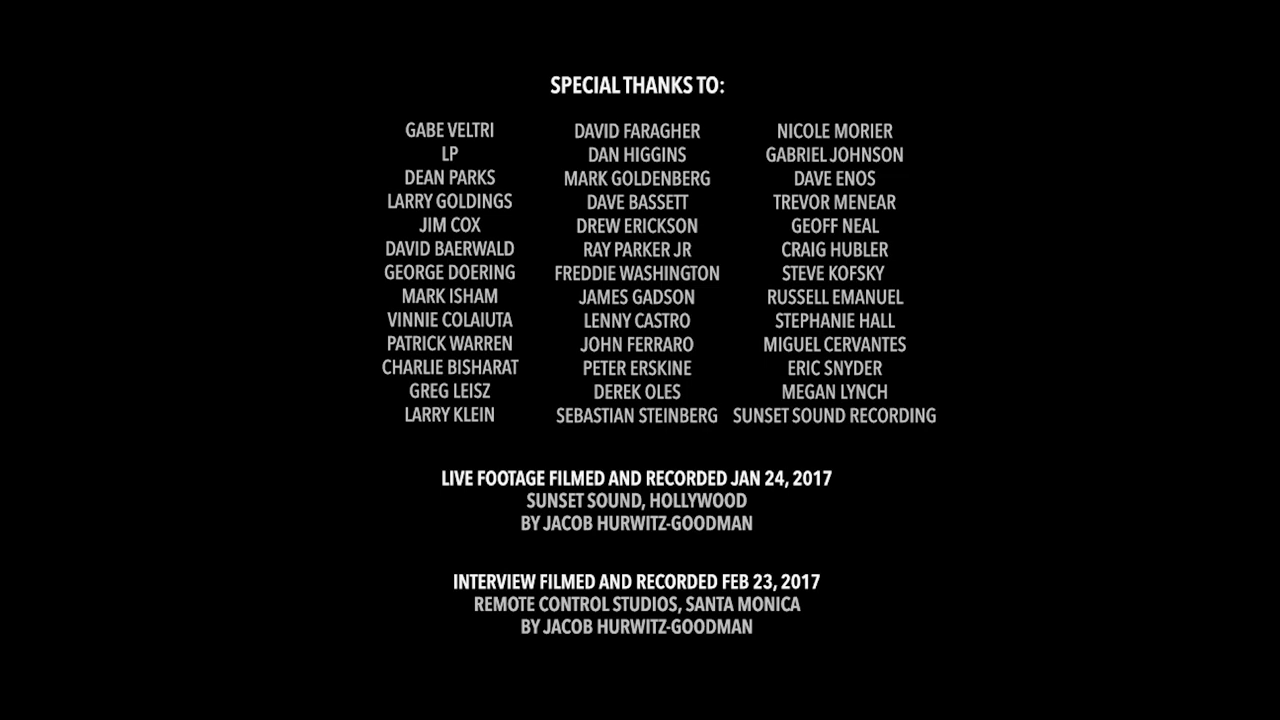 SPECIAL THANKS TO:
GABE VELTRI
LP
DEAN PARKS
LARRY GOLDINGS
JIM COX
DAVID BAERWALD
GEORGE DOERING
MARK ISHAM
VINNIE COLAIUTA
PATRICK WARREN
CHARLIE BISHARAT
GREG LEISZ
LARRY KLEIN
DAVID FARAGHER
DAN HIGGINS
MARK GOLDENBERG
DAVE BASSETT
DREW ERICKSON
RAY PARKER JR
FREDDIE WASHINGTON
JAMES GADSON
LENNY CASTRO
JOHN FERRARO
PETER ERSKINE
DEREK OLES
SEBASTIAN STEINBERG
NICOLE MORIER
GABRIEL JOHNSON
DAVE ENOS
TREVOR MENEAR
GEOFF NEAL
CRAIG HUBLER
STEVE KOFSKY
RUSSELL EMANUEL
STEPHANIE HALL
MIGUEL CERVANTES
ERIC SNYDER
MEGAN LYNCH
SUNSET SOUND RECORDING
LIVE FOOTAGE FILMED AND RECORDED JAN 24, 2017
SUNSET SOUND, HOLLYWOOD
BY JACOB HURWITZ-GOODMAN
INTERVIEW FILMED AND RECORDED FEB 23, 2017
REMOTE CONTROL STUDIOS, SANTA MONICA
BY JACOB HURWITZ-GOODMAN